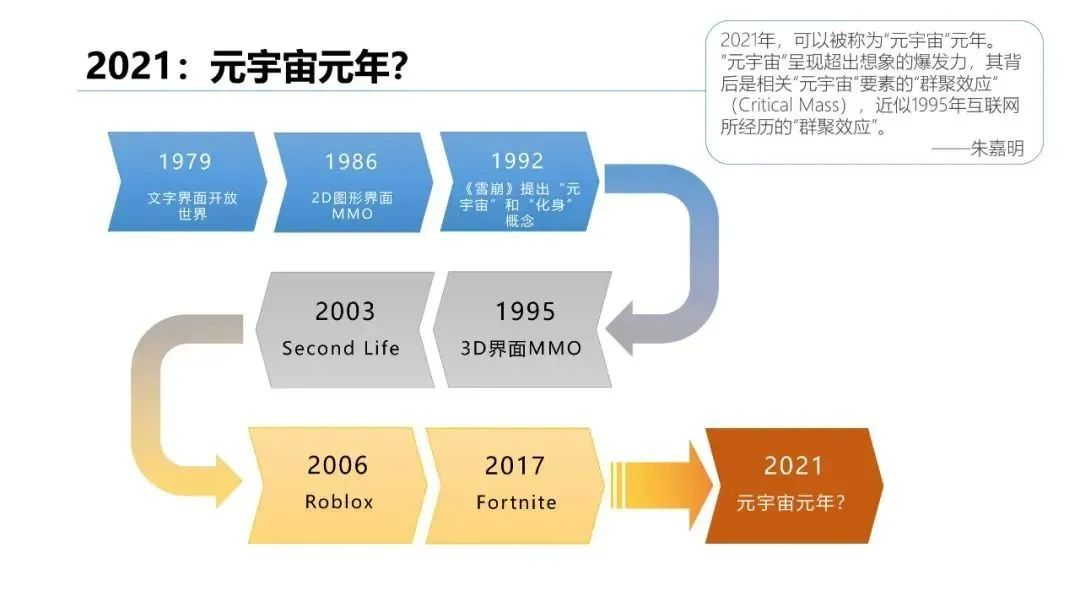 2021：元宇宙元年？
2021年，可以被称为“元宇宙”元年。
”元宇宙”呈现超出想象的爆发力，其背
后是相关“元宇宙”要素的“群聚效应”
（Critical Mass），近似1995年互联网
所经历的“群聚效应”。
——朱嘉明
1979
文字界面开放
世界
1986
2D图形界面
MMO
1992
《雪崩》提出“元
宇宙”和“化身”
概念
1995
3D界面MMO
2003
Second Life
2006
Roblox
2017
Fortnite
2021
元宇宙元年？